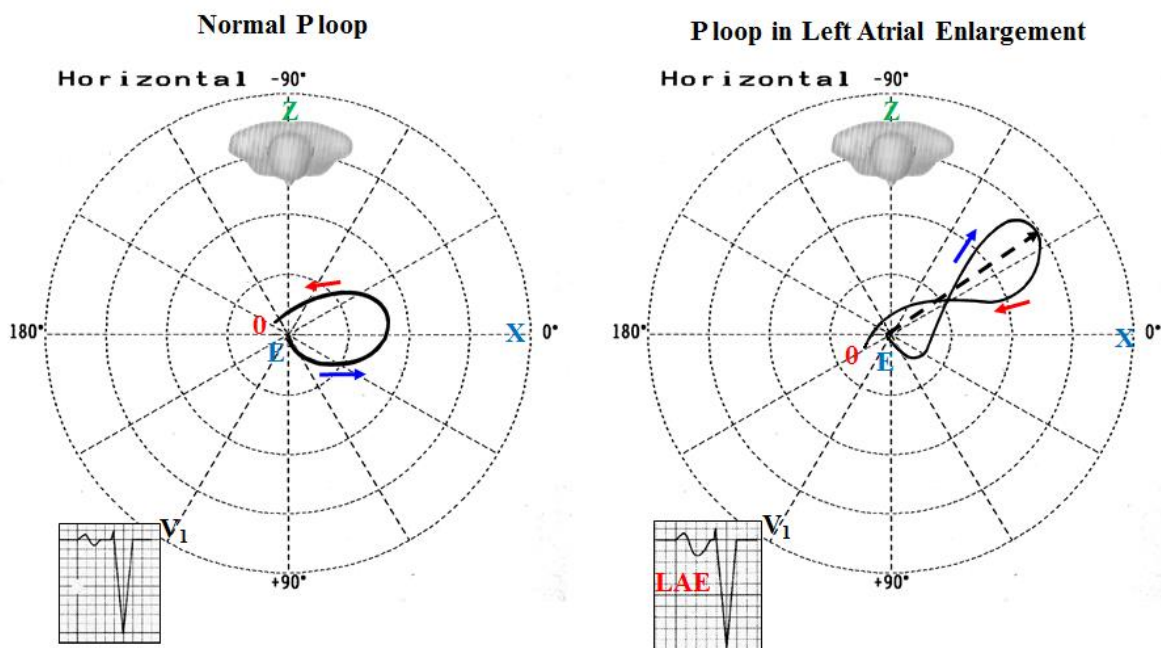 Normal P loop
Horizontal -90°
Z
180°
0
E
X
0°
V1
+90°
P loop in Left Atrial Enlargement
Horizontal -90°
Z
180°
0
E
X
0°
V1
LAE
+90°